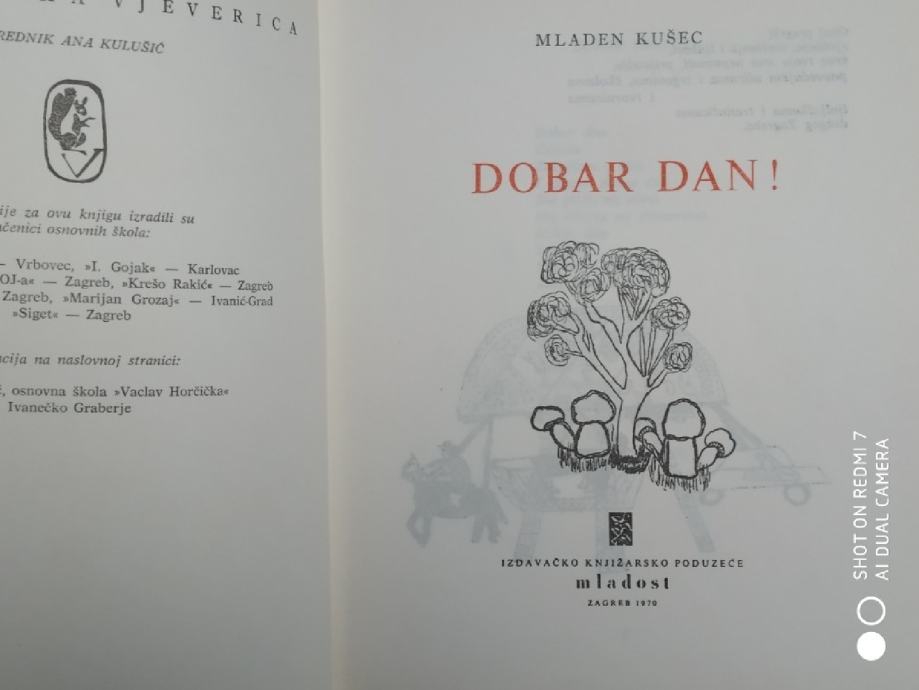 VJEVERICA
REDNIK ANA KULUŠIĆ
V
ije za ovu knjigu izradili su
učenici osnovnih škola:
— Vrbovec, »I. Gojak« — Karlovac
OJ-a« — Zagreb, »Krešo Rakić« — Zagreb
Zagreb, »Marijan Grozaj« — Ivanić-Grad
»Siget« — Zagreb
cija na naslovnoj stranici:
ć, osnovna škola »Vaclav Horčička«
Ivanečko Graberje
MLADEN KUŠEC
DOBAR DAN!
IZDAVAČKO KNJIŽARSKO PODUZEĆE
mladost
ZAGREB 1970
SHOT ON REDMI 7
AI DUAL CAMERA